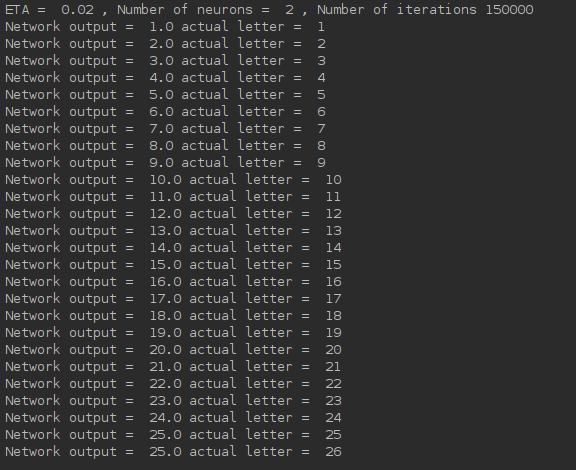 ETA =  0.02 , Number of neurons =  2 , Number of iterations 150000
Network output =  1.0 actual letter =  1
Network output =  2.0 actual letter =  2
Network output =  3.0 actual letter =  3
Network output =  4.0 actual letter =  4
Network output =  5.0 actual letter =  5
Network output =  6.0 actual letter =  6
Network output =  7.0 actual letter =  7
Network output =  8.0 actual letter =  8
Network output =  9.0 actual letter =  9
Network output =  10.0 actual letter =  10
Network output =  11.0 actual letter =  11
Network output =  12.0 actual letter =  12
Network output =  13.0 actual letter =  13
Network output =  14.0 actual letter =  14
Network output =  15.0 actual letter =  15
Network output =  16.0 actual letter =  16
Network output =  17.0 actual letter =  17
Network output =  18.0 actual letter =  18
Network output =  19.0 actual letter =  19
Network output =  20.0 actual letter =  20
Network output =  21.0 actual letter =  21
Network output =  22.0 actual letter =  22
Network output =  23.0 actual letter =  23
Network output =  24.0 actual letter =  24
Network output =  25.0 actual letter =  25
Network output =  25.0 actual letter =  26